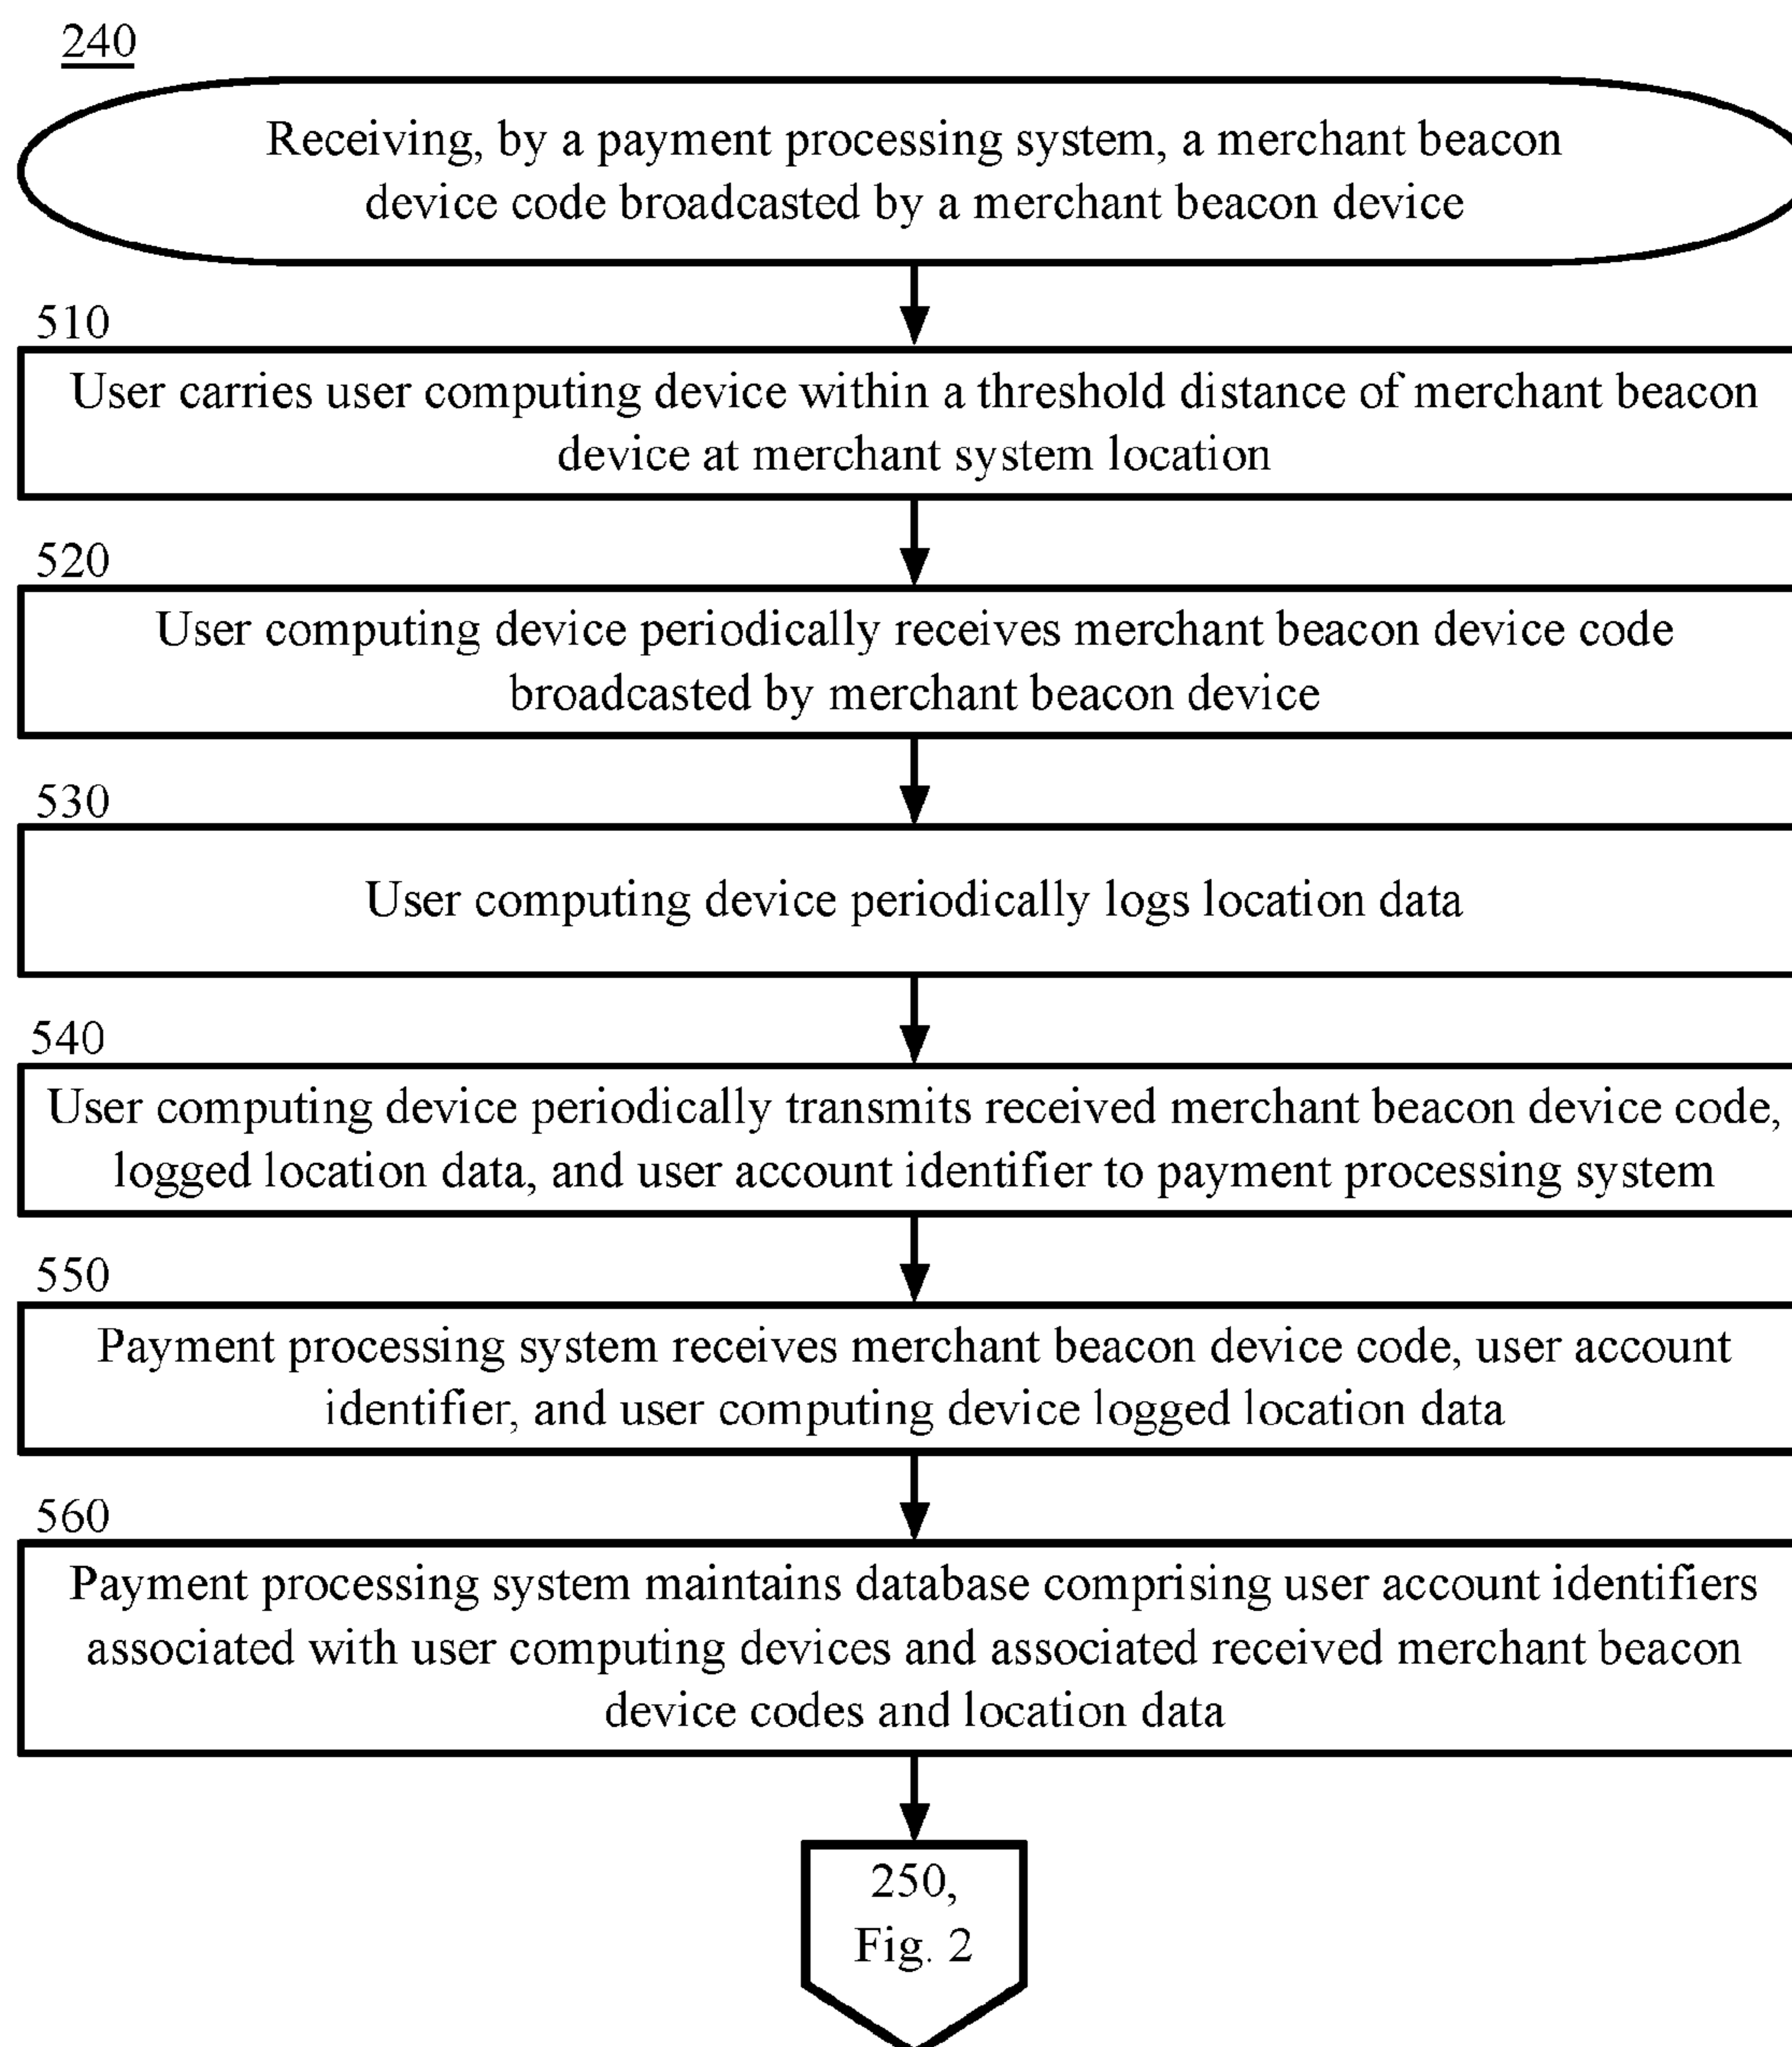 240
Receiving, by a payment processing system, a merchant beacon
device code broadcasted by a merchant beacon device
510
User carries user computing device within a threshold distance of merchant beacon
device at merchant system location
520
User computing device periodically receives merchant beacon device code
broadcasted by merchant beacon device
530
User computing device periodically logs location data
540
User computing device periodically transmits received merchant beacon device code,
logged location data, and user account identifier to payment processing system
550
Payment processing system receives merchant beacon device code, user account
identifier, and user computing device logged location data
560
Payment processing system maintains database comprising user account identifiers
associated with user computing devices and associated received merchant beacon
device codes and location data
250,
Fig. 2